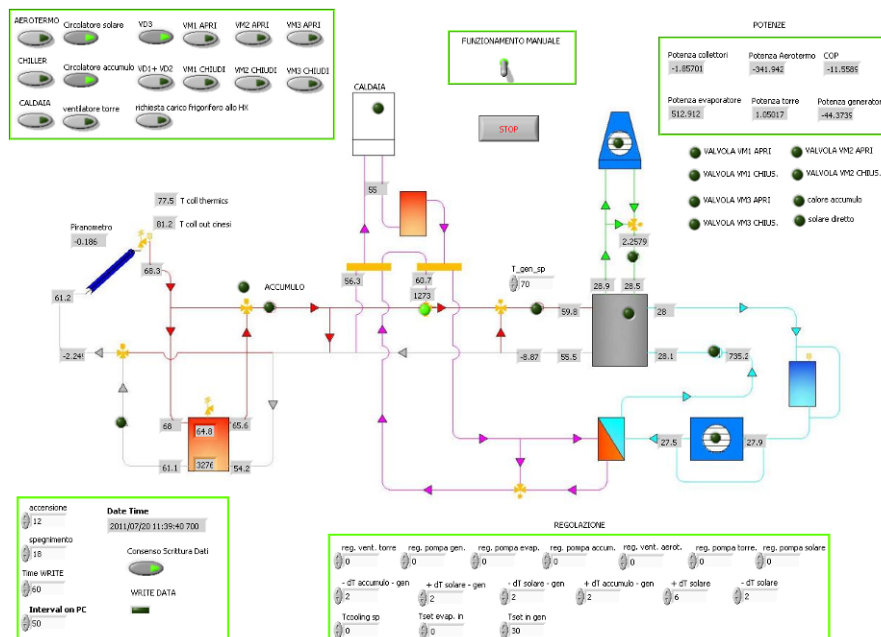 AEROTERMO Circolatore solare VD3 VM1 APRI VM2 APRI VM3 APRI
CHILLER Circolatore accumulo VD1+ VD2 VM1 CHIUDI VM2 CHIUDI VM3 CHIUDI
CALDAIA ventilatore torre richiesta carico frigorifero allo HX
FUNZIONAMENTO MANUALE
STOP
POTENZE
Potenza collettori Potenza Aerotermo COP
-1.85701 -341.942 -11.5589
Potenza evaporatore Potenza torre Potenza generator
512.912 1.05017 -44.3739
VALVOLA VM1 APRI VALVOLA VM2 APRI
VALVOLA VM1 CHIUS. VALVOLA VM2 CHIUS.
VALVOLA VM3 APRI calore accumulo
VALVOLA VM3 CHIUS. solare diretto
CALDAIA
55
77.5 T coll thermics
81.2 T coll out cinesi
Piranometro
-0.186
68.3
61.2
ACCUMULO
56.3
60.7
1273
T_gen_sp
70
2.2579
28.9 28.5
59.8 28
-2.24
-8.87 55.5 28.1 735.2
68 64.8 65.6
61.1 3276 54.2
27.5 27.9
accensione
12
spegnimento
18
Time WRITE
60
Interval on PC
50
Date Time
2011/07/20 11:39:40 700
Consenso Scrittura Dati
WRITE DATA
REGOLAZIONE
reg. vent. torre reg. pompa gen. reg. pompa evap. reg. pompa accum. reg. vent. aerot. reg. pompa torre. reg. pompa solare
0 0 0 0 0 0 0
- dT accumulo - gen + dT solare - gen - dT solare - gen + dT accumulo - gen + dT solare - dT solare
2 2 2 2 6 2
Tcooling sp Tset evap. in Tset in gen
0 0 30